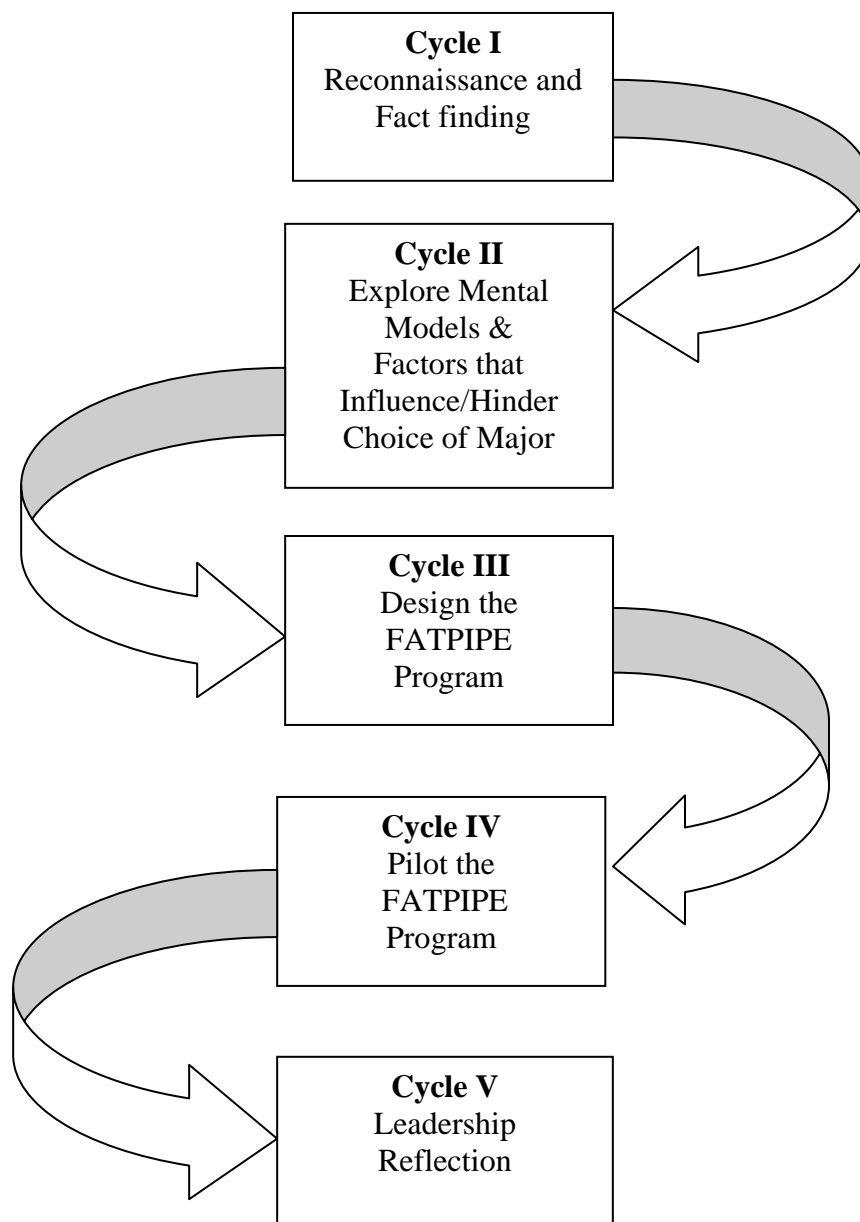 Cycle I
Reconnaissance and
Fact finding
Cycle II
Explore Mental
Models &
Factors that
Influence/Hinder
Choice of Major
Cycle III
Design the
FATPIPE
Program
Cycle IV
Pilot the
FATPIPE
Program
Cycle V
Leadership
Reflection